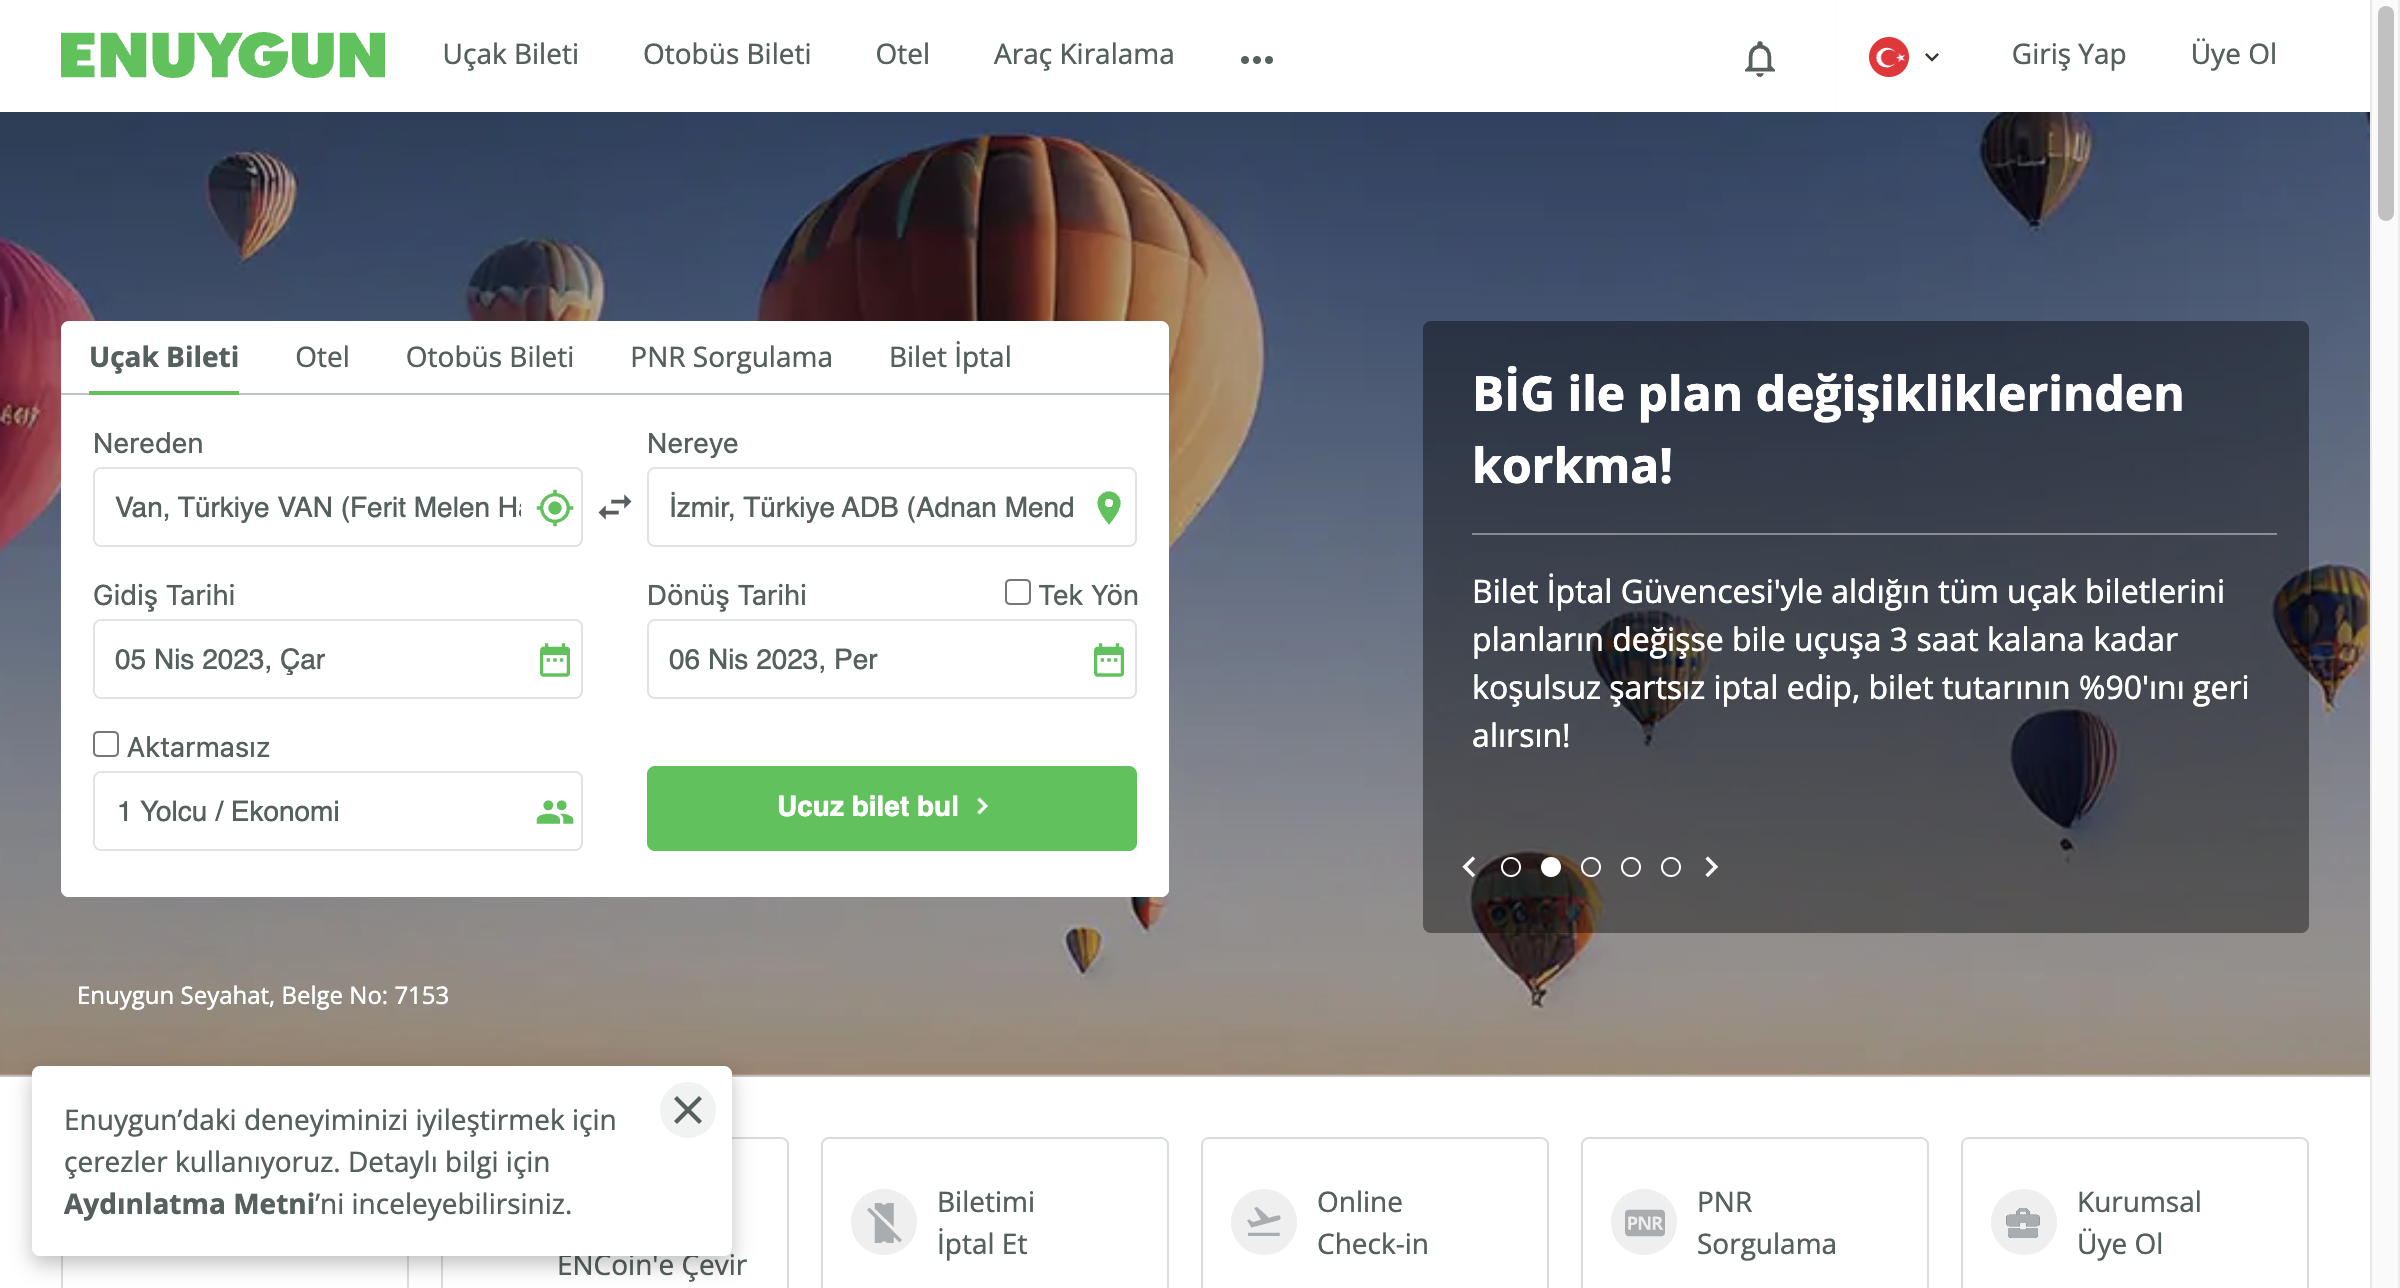 ENUYGUN
Uçak Bileti
Otobüs Bileti
Otel
Araç Kiralama
Giriş Yap
Üye Ol
Uçak Bileti
Otel
Otobüs Bileti
PNR Sorgulama
Bilet İptal
Nereden
Nereye
Van, Türkiye VAN (Ferit Melen Ha
İzmir, Türkiye ADB (Adnan Mend
Gidiş Tarihi
Dönüş Tarihi
Tek Yön
05 Nis 2023, Çar
06 Nis 2023, Per
Aktarmasız
1 Yolcu / Ekonomi
Ucuz bilet bul
BİG ile plan değişikliklerinden
korkma!
Bilet İptal Güvencesi'yle aldığın tüm uçak biletlerini
planların değişse bile uçuşa 3 saat kalana kadar
koşulsuz şartsız iptal edip, bilet tutarının %90'ını geri
alırsın!
Enuygun Seyahat, Belge No: 7153
Enuygun’daki deneyiminizi iyileştirmek için
çerezler kullanıyoruz. Detaylı bilgi için
Aydınlatma Metni’ni inceleyebilirsiniz.
ENCoin'e Çevir
Biletimi
İptal Et
Online
Check-in
PNR
PNR
Sorgulama
Kurumsal
Üye Ol